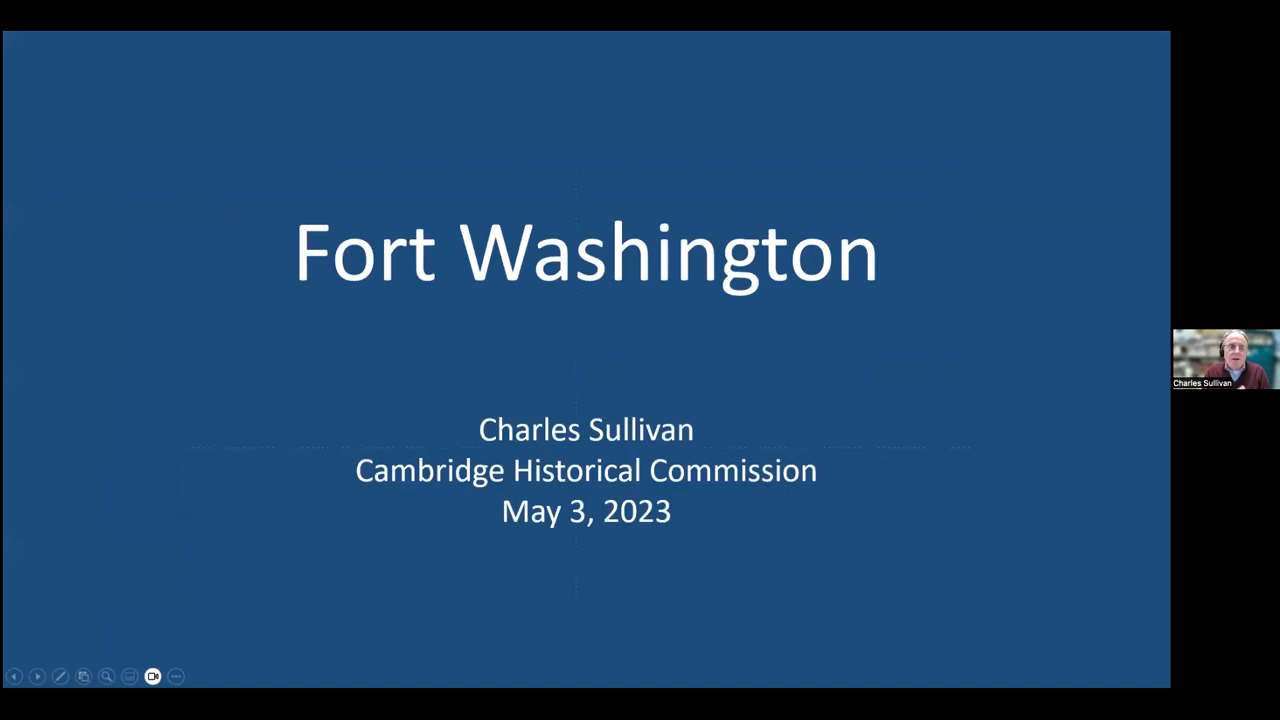 Fort Washington
Charles Sullivan
Cambridge Historical Commission
May 3, 2023
Charles Sullivan